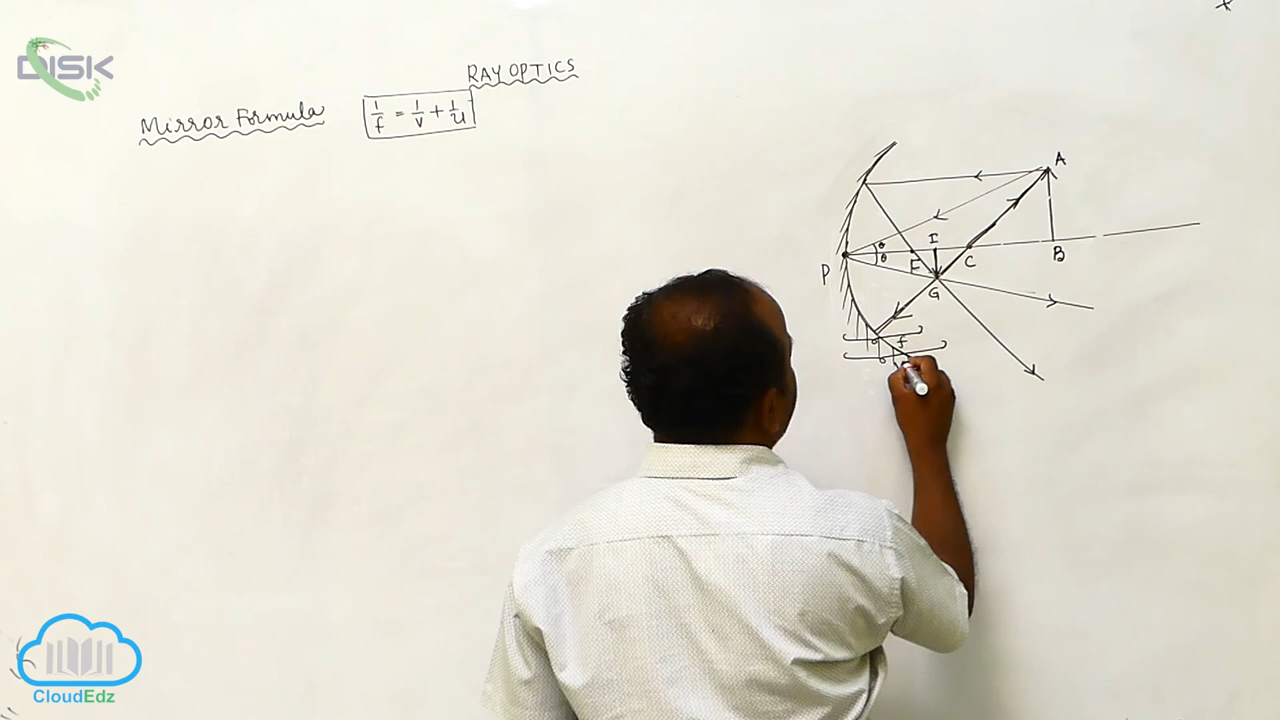 DISK
RAY OPTICS
Mirror Formula 1/f = 1/v + 1/u
A
θ
θ
I
P
F
C
B
G
f
CloudEdz